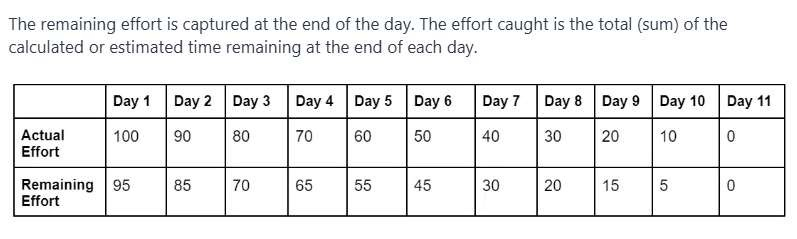 The remaining effort is captured at the end of the day. The effort caught is the total (sum) of the
calculated or estimated time remaining at the end of each day.
Day 1 Day 2 Day 3 Day 4 Day 5 Day 6 Day 7 Day 8 Day 9 Day 10 Day 11
Actual Effort 100 90 80 70 60 50 40 30 20 10 0
Remaining Effort 95 85 70 65 55 45 30 20 15 5 0